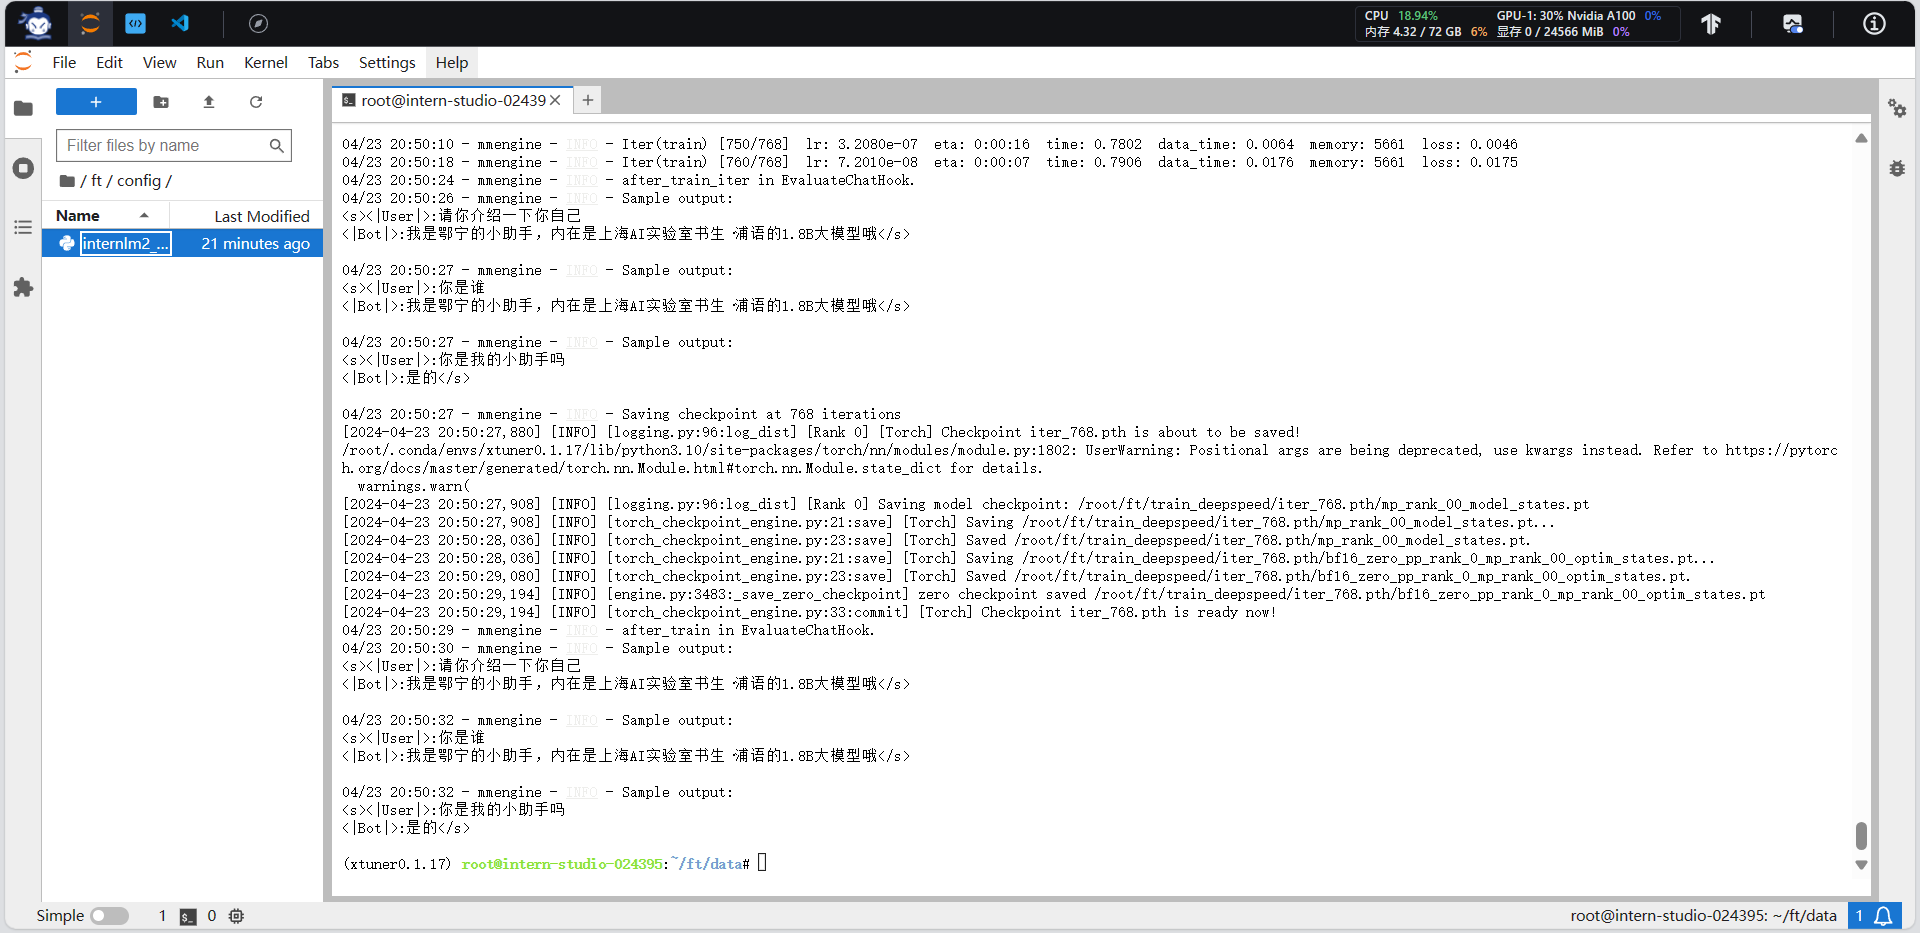 CPU 18.94% GPU-1: 30% Nvidia A100 0%
内存 4.32 / 72 GB 6% 显存 0 / 24566 MiB 0%
File Edit View Run Kernel Tabs Settings Help
root@intern-studio-02439
Filter files by name
/ ft / config /
Name Last Modified
internlm2_... 21 minutes ago
04/23 20:50:10 - mmengine - INFO - Iter(train) [750/768] lr: 3.2080e-07 eta: 0:00:16 time: 0.7802 data_time: 0.0064 memory: 5661 loss: 0.0046
04/23 20:50:18 - mmengine - INFO - Iter(train) [760/768] lr: 7.2010e-08 eta: 0:00:07 time: 0.7906 data_time: 0.0176 memory: 5661 loss: 0.0175
04/23 20:50:24 - mmengine - INFO - after_train_iter in EvaluateChatHook.
04/23 20:50:26 - mmengine - INFO - Sample output:
<s><|User|>:请你介绍一下你自己
<|Bot|>:我是鄂宁的小助手，内在是上海AI实验室书生·浦语的1.8B大模型哦</s>
04/23 20:50:27 - mmengine - INFO - Sample output:
<s><|User|>:你是谁
<|Bot|>:我是鄂宁的小助手，内在是上海AI实验室书生·浦语的1.8B大模型哦</s>
04/23 20:50:27 - mmengine - INFO - Sample output:
<s><|User|>:你是我的小助手吗
<|Bot|>:是的</s>
04/23 20:50:27 - mmengine - INFO - Saving checkpoint at 768 iterations
[2024-04-23 20:50:27,880] [INFO] [logging.py:96:log_dist] [Rank 0] [Torch] Checkpoint iter_768.pth is about to be saved!
/root/.conda/envs/xtuner0.1.17/lib/python3.10/site-packages/torch/nn/modules/module.py:1802: UserWarning: Positional args are being deprecated, use kwargs instead. Refer to https://pytorc
h.org/docs/master/generated/torch.nn.Module.html#torch.nn.Module.state_dict for details.
warnings.warn(
[2024-04-23 20:50:27,908] [INFO] [logging.py:96:log_dist] [Rank 0] Saving model checkpoint: /root/ft/train_deepspeed/iter_768.pth/mp_rank_00_model_states.pt
[2024-04-23 20:50:27,908] [INFO] [torch_checkpoint_engine.py:21:save] [Torch] Saving /root/ft/train_deepspeed/iter_768.pth/mp_rank_00_model_states.pt...
[2024-04-23 20:50:28,036] [INFO] [torch_checkpoint_engine.py:23:save] [Torch] Saved /root/ft/train_deepspeed/iter_768.pth/mp_rank_00_model_states.pt.
[2024-04-23 20:50:28,036] [INFO] [torch_checkpoint_engine.py:21:save] [Torch] Saving /root/ft/train_deepspeed/iter_768.pth/bf16_zero_pp_rank_0_mp_rank_00_optim_states.pt...
[2024-04-23 20:50:29,080] [INFO] [torch_checkpoint_engine.py:23:save] [Torch] Saved /root/ft/train_deepspeed/iter_768.pth/bf16_zero_pp_rank_0_mp_rank_00_optim_states.pt.
[2024-04-23 20:50:29,194] [INFO] [engine.py:3483:_save_zero_checkpoint] zero checkpoint saved /root/ft/train_deepspeed/iter_768.pth/bf16_zero_pp_rank_0_mp_rank_00_optim_states.pt
[2024-04-23 20:50:29,194] [INFO] [torch_checkpoint_engine.py:33:commit] [Torch] Checkpoint iter_768.pth is ready now!
04/23 20:50:29 - mmengine - INFO - after_train in EvaluateChatHook.
04/23 20:50:30 - mmengine - INFO - Sample output:
<s><|User|>:请你介绍一下你自己
<|Bot|>:我是鄂宁的小助手，内在是上海AI实验室书生·浦语的1.8B大模型哦</s>
04/23 20:50:32 - mmengine - INFO - Sample output:
<s><|User|>:你是谁
<|Bot|>:我是鄂宁的小助手，内在是上海AI实验室书生·浦语的1.8B大模型哦</s>
04/23 20:50:32 - mmengine - INFO - Sample output:
<s><|User|>:你是我的小助手吗
<|Bot|>:是的</s>
(xtuner0.1.17) root@intern-studio-024395:~/ft/data#
Simple 1 0 root@intern-studio-024395: ~/ft/data 1